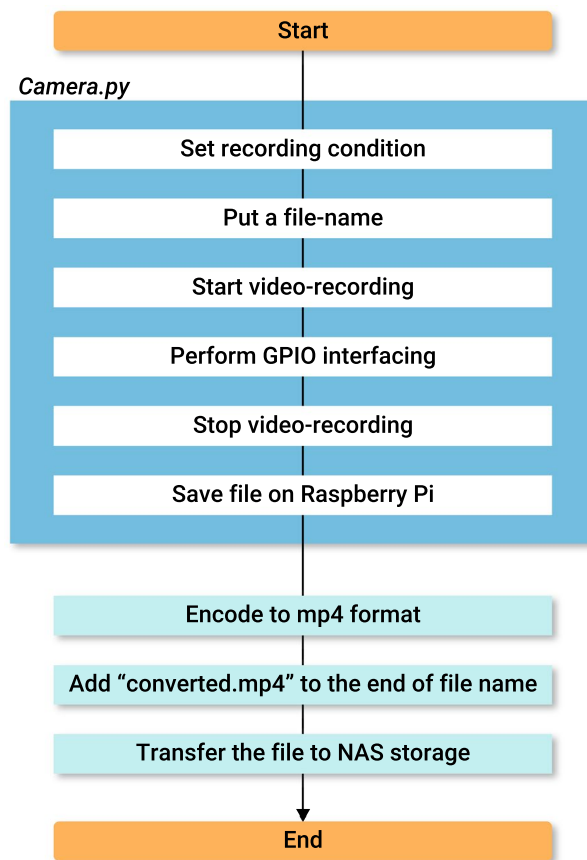 Start
Camera.py
Set recording condition
Put a file-name
Start video-recording
Perform GPIO interfacing
Stop video-recording
Save file on Raspberry Pi
Encode to mp4 format
Add “converted.mp4” to the end of file name
Transfer the file to NAS storage
End